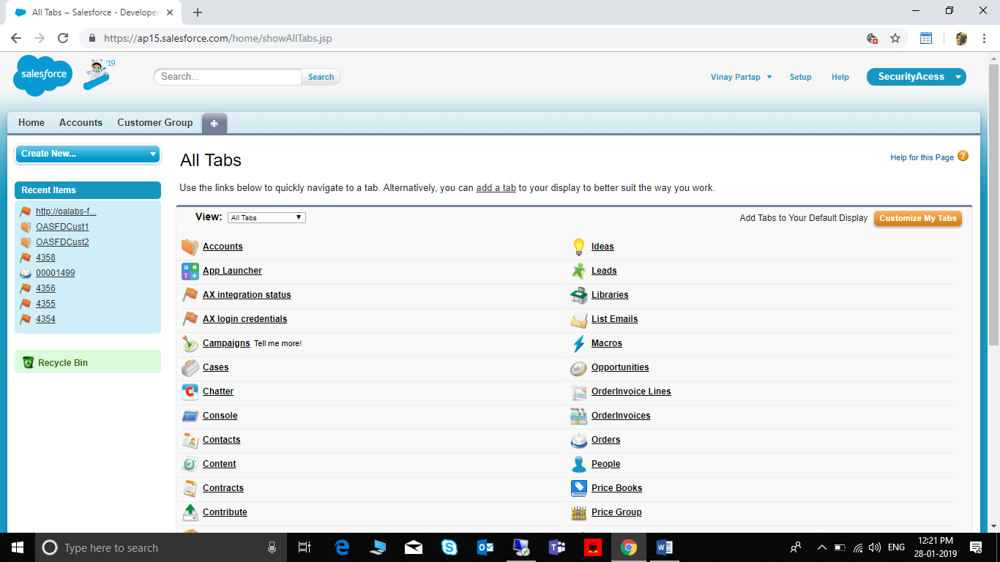 All Tabs ~ Salesforce - Developer
https://ap15.salesforce.com/home/showAllTabs.jsp
salesforce
'19
Search...
Search
Vinay Partap
Setup
Help
SecurityAcess
Home
Accounts
Customer Group
Create New...
All Tabs
Help for this Page
Use the links below to quickly navigate to a tab. Alternatively, you can add a tab to your display to better suit the way you work.
Recent Items
http://oalabs-f...
OASFDCust1
OASFDCust2
4358
00001499
4356
4355
4354
Recycle Bin
View:
All Tabs
Add Tabs to Your Default Display
Customize My Tabs
Accounts
App Launcher
AX integration status
AX login credentials
Campaigns Tell me more!
Cases
Chatter
Console
Contacts
Content
Contracts
Contribute
Ideas
Leads
Libraries
List Emails
Macros
Opportunities
OrderInvoice Lines
OrderInvoices
Orders
People
Price Books
Price Group
Type here to search
ENG
12:21 PM
28-01-2019